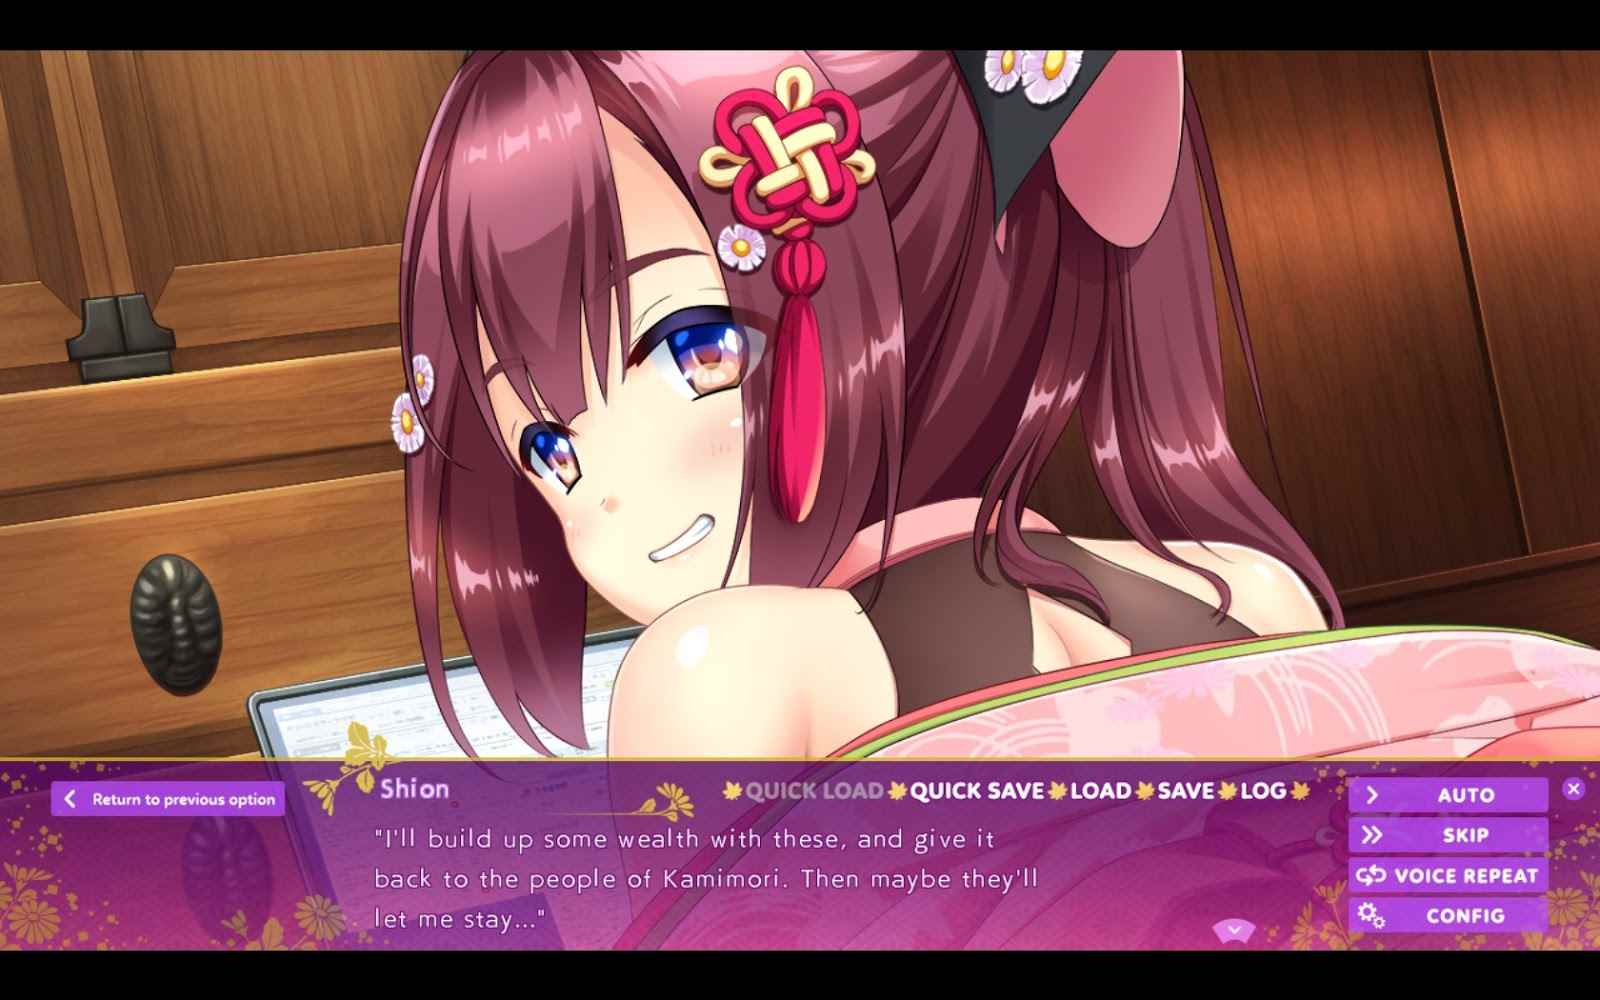 Return to previous option
Shion
QUICK LOAD QUICK SAVE LOAD SAVE LOG
"I'll build up some wealth with these, and give it
back to the people of Kamimori. Then maybe they'll
let me stay..."
AUTO
SKIP
VOICE REPEAT
CONFIG